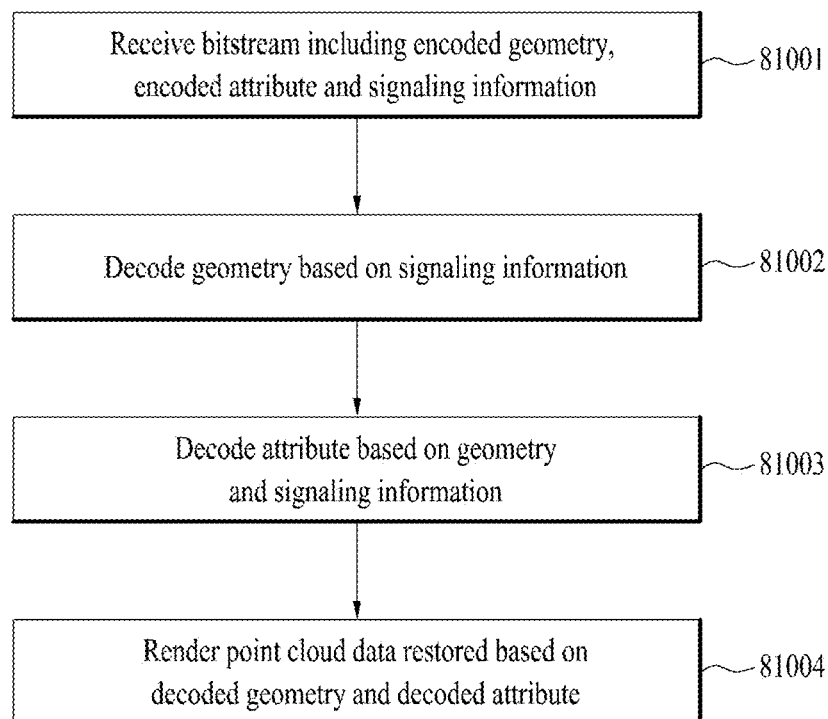 Receive bitstream including encoded geometry,
encoded attribute and signaling information
81001
Decode geometry based on signaling information
81002
Decode attribute based on geometry
and signaling information
81003
Render point cloud data restored based on
decoded geometry and decoded attribute
81004